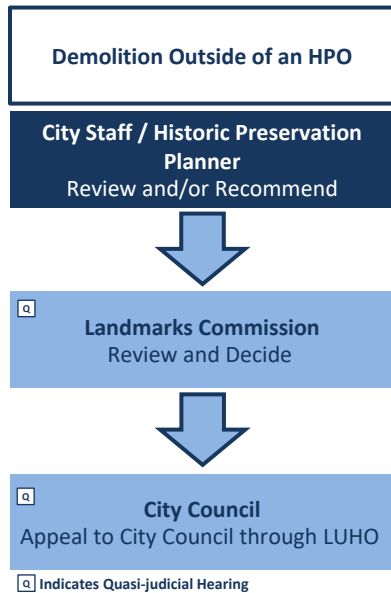 Demolition Outside of an HPO
City Staff / Historic Preservation
Planner
Review and/or Recommend
Q
Landmarks Commission
Review and Decide
Q
City Council
Appeal to City Council through LUHO
Q Indicates Quasi-judicial Hearing